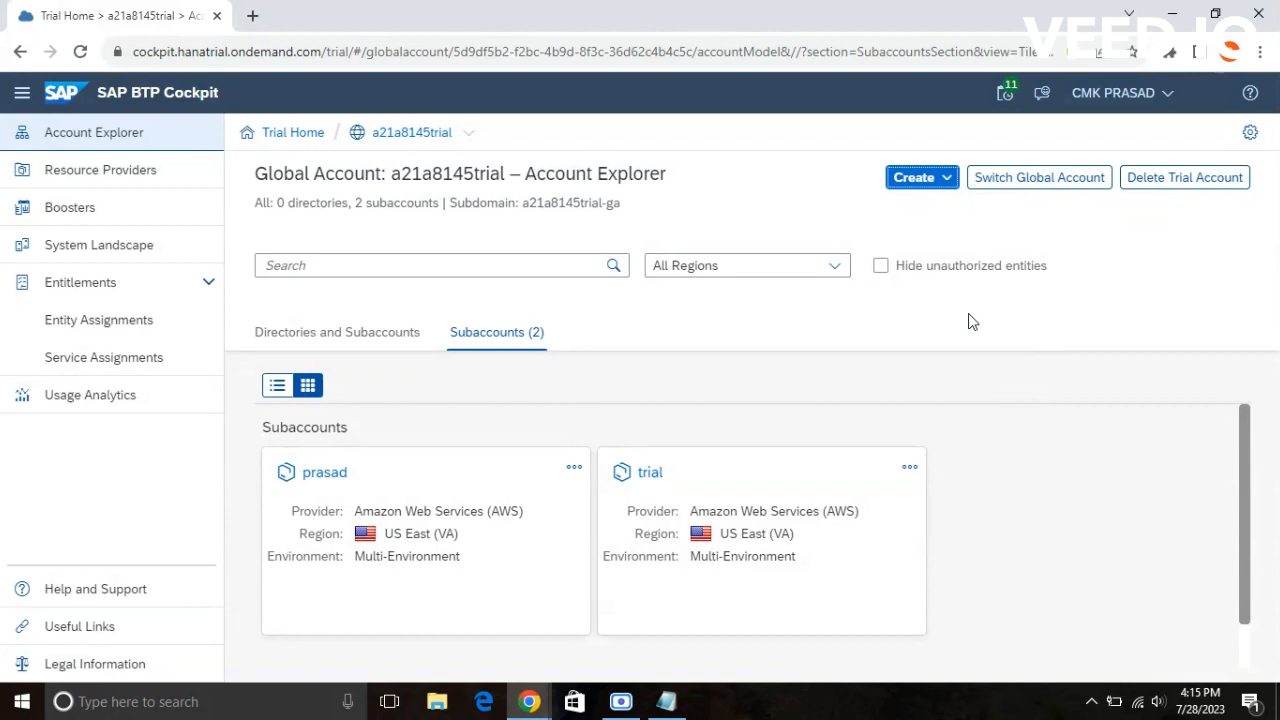 Trial Home > a21a8145trial > Acc
VEED.IO
cockpit.hanatrial.ondemand.com/trial/#/globalaccount/5d9df5b2-f2bc-4b9d-8f3c-36d62c4b4c5c/accountModel&//?section=SubaccountsSection&view=Tile...
SAP SAP BTP Cockpit
11
CMK PRASAD
Account Explorer
Trial Home / a21a8145trial
Resource Providers
Global Account: a21a8145trial – Account Explorer
Create
Switch Global Account
Delete Trial Account
Boosters
All: 0 directories, 2 subaccounts | Subdomain: a21a8145trial-ga
System Landscape
Search
All Regions
Hide unauthorized entities
Entitlements
Entity Assignments
Directories and Subaccounts
Subaccounts (2)
Service Assignments
Usage Analytics
Subaccounts
prasad
Provider: Amazon Web Services (AWS)
Region: US East (VA)
Environment: Multi-Environment
trial
Provider: Amazon Web Services (AWS)
Region: US East (VA)
Environment: Multi-Environment
Help and Support
Useful Links
Legal Information
Type here to search
4:15 PM
7/28/2023
1